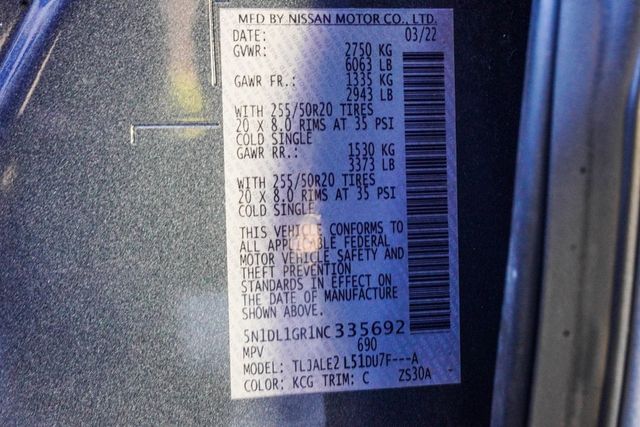 MFD BY NISSAN MOTOR CO., LTD.
DATE: 03/22
GVWR: 2750 KG
6063 LB
GAWR FR.: 1335 KG
2943 LB
WITH 255/50R20 TIRES
20 X 8.0 RIMS AT 35 PSI
COLD SINGLE
GAWR RR.: 1530 KG
3373 LB
WITH 255/50R20 TIRES
20 X 8.0 RIMS AT 35 PSI
COLD SINGLE
THIS VEHICLE CONFORMS TO
ALL APPLICABLE FEDERAL
MOTOR VEHICLE SAFETY AND
THEFT PREVENTION
STANDARDS IN EFFECT ON
THE DATE OF MANUFACTURE
SHOWN ABOVE.
5N1DL1GR1NC335692
MPV 690
MODEL: TLJALE2 L51DU7F---A
COLOR: KCG TRIM: C ZS30A